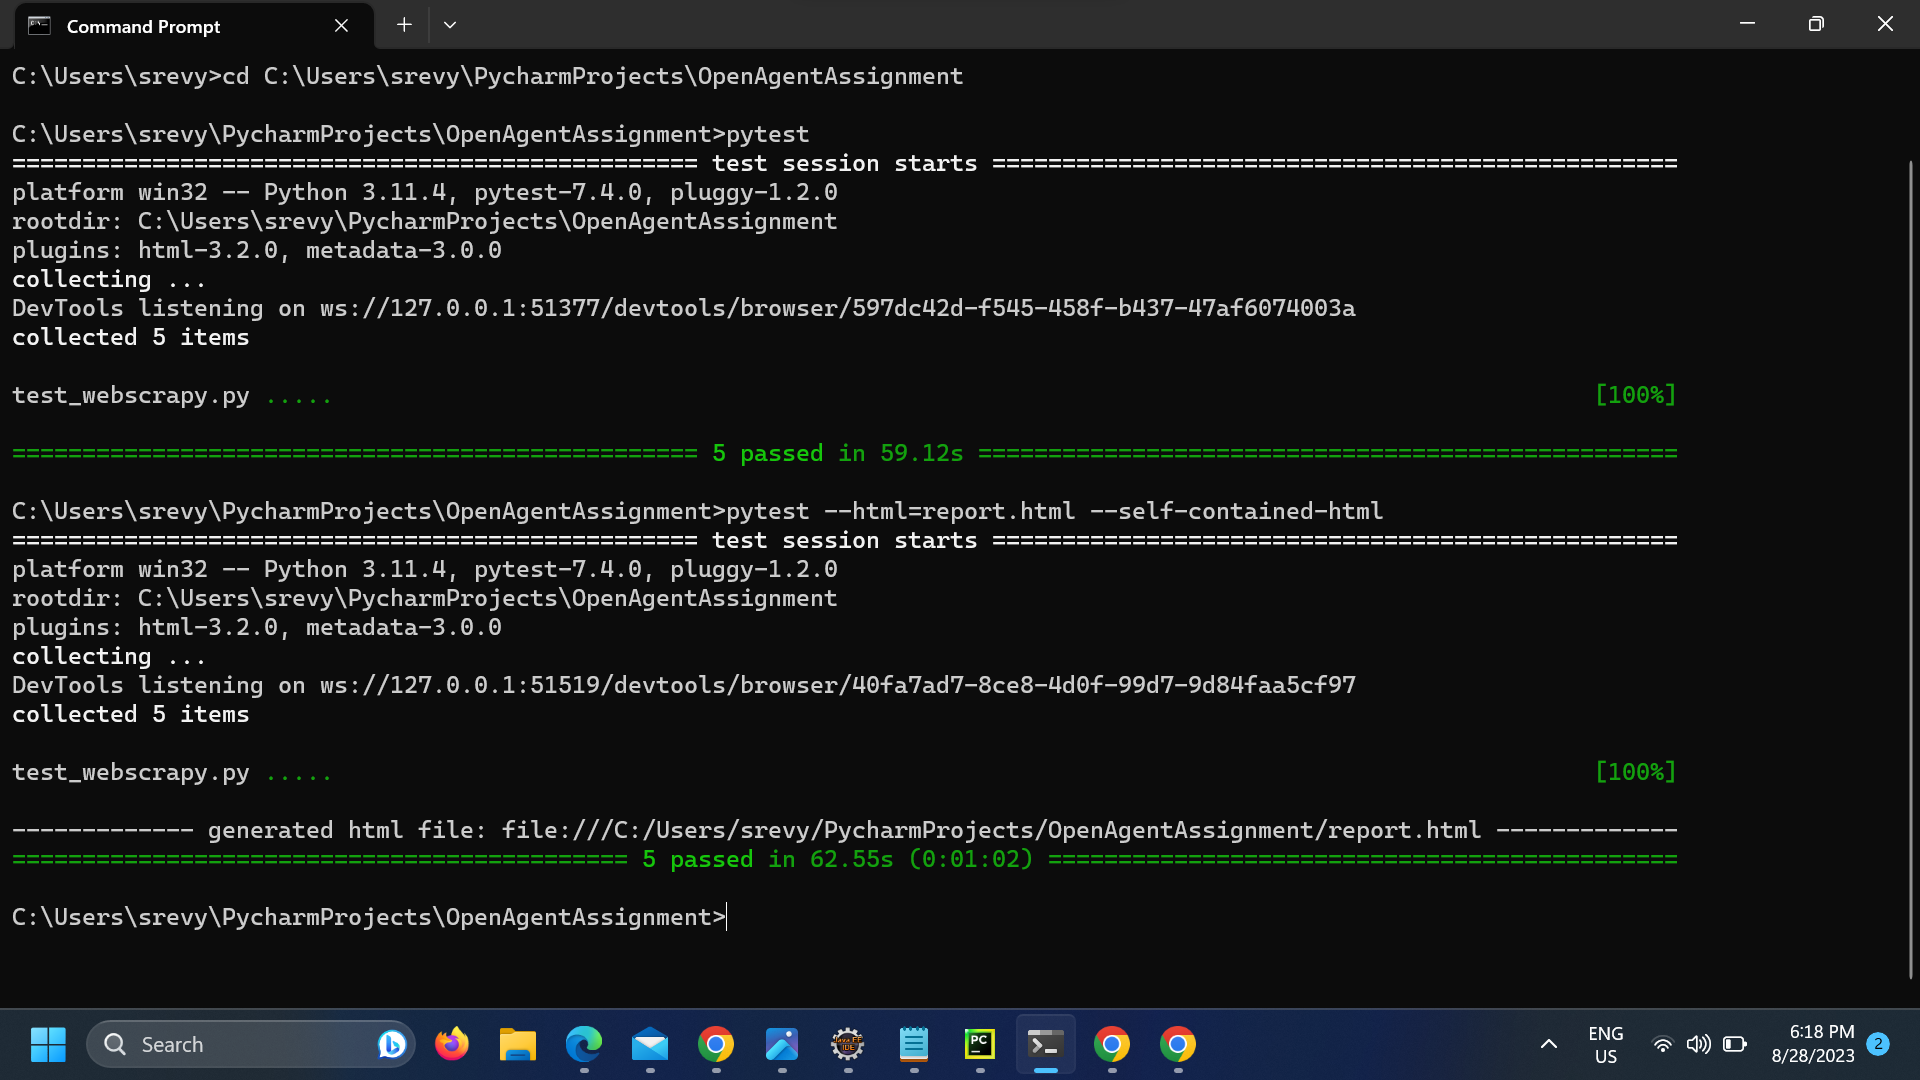 Command Prompt
C:\Users\srevy>cd C:\Users\srevy\PycharmProjects\OpenAgentAssignment
C:\Users\srevy\PycharmProjects\OpenAgentAssignment>pytest
================================================= test session starts =================================================
platform win32 -- Python 3.11.4, pytest-7.4.0, pluggy-1.2.0
rootdir: C:\Users\srevy\PycharmProjects\OpenAgentAssignment
plugins: html-3.2.0, metadata-3.0.0
collecting ...
DevTools listening on ws://127.0.0.1:51377/devtools/browser/597dc42d-f545-458f-b437-47af6074003a
collected 5 items
test_webscrapy.py ..... [100%]
================================================= 5 passed in 59.12s ==================================================
C:\Users\srevy\PycharmProjects\OpenAgentAssignment>pytest --html=report.html --self-contained-html
================================================= test session starts =================================================
platform win32 -- Python 3.11.4, pytest-7.4.0, pluggy-1.2.0
rootdir: C:\Users\srevy\PycharmProjects\OpenAgentAssignment
plugins: html-3.2.0, metadata-3.0.0
collecting ...
DevTools listening on ws://127.0.0.1:51519/devtools/browser/40fa7ad7-8ce8-4d0f-99d7-9d84faa5cf97
collected 5 items
test_webscrapy.py ..... [100%]
------------- generated html file: file:///C:/Users/srevy/PycharmProjects/OpenAgentAssignment/report.html -------------
============================================ 5 passed in 62.55s (0:01:02) =============================================
C:\Users\srevy\PycharmProjects\OpenAgentAssignment>
Search
Java EE
IDE
PC
ENG
US
6:18 PM
8/28/2023
2